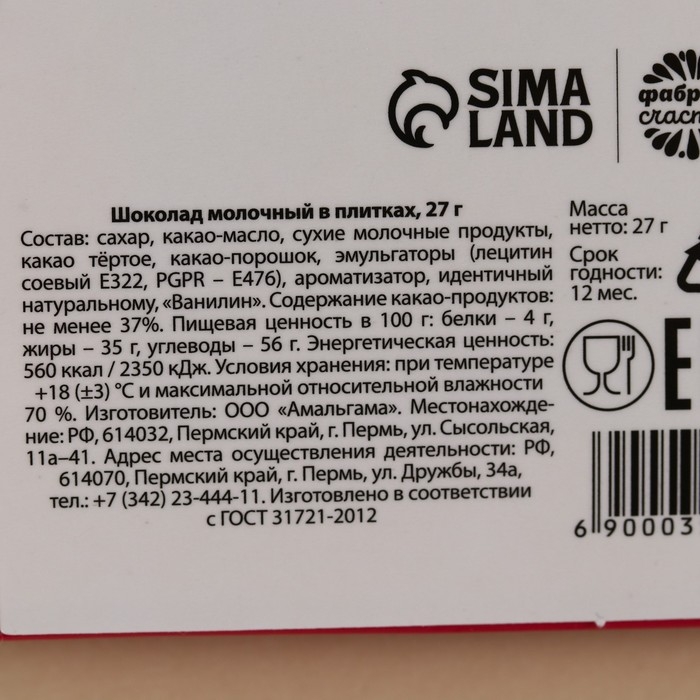 SIMA
LAND
фабр
счаст
Шоколад молочный в плитках, 27 г
Состав: сахар, какао-масло, сухие молочные продукты,
какао тёртое, какао-порошок, эмульгаторы (лецитин
соевый Е322, PGPR – Е476), ароматизатор, идентичный
натуральному, «Ванилин». Содержание какао-продуктов:
не менее 37%. Пищевая ценность в 100 г: белки – 4 г,
жиры – 35 г, углеводы – 56 г. Энергетическая ценность:
560 ккал / 2350 кДж. Условия хранения: при температуре
+18 (±3) °С и максимальной относительной влажности
70 %. Изготовитель: ООО «Амальгама». Местонахожде-
ние: РФ, 614032, Пермский край, г. Пермь, ул. Сысольская,
11а–41. Адрес места осуществления деятельности: РФ,
614070, Пермский край, г. Пермь, ул. Дружбы, 34а,
тел.: +7 (342) 23-444-11. Изготовлено в соответствии
с ГОСТ 31721-2012
Масса
нетто: 27 г
Срок
годности:
12 мес.
6 90003